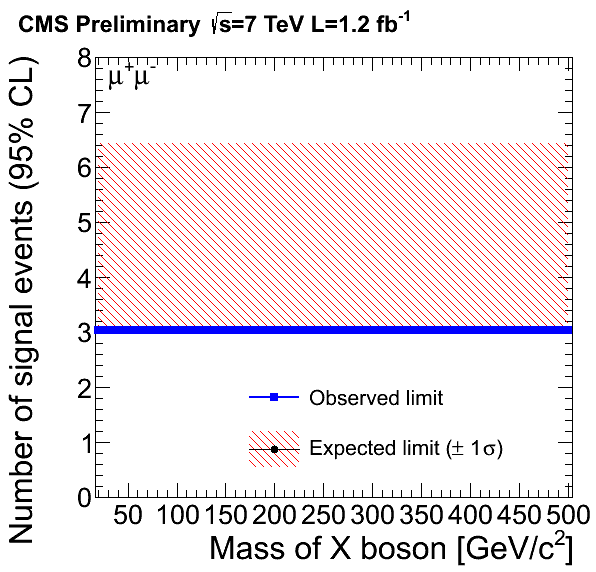 CMS Preliminary √s=7 TeV L=1.2 fb⁻¹
Number of signal events (95% CL)
8
7
6
5
4
3
2
1
0
μ⁺μ⁻
Observed limit
Expected limit (± 1σ)
50 100 150 200 250 300 350 400 450 500
Mass of X boson [GeV/c²]